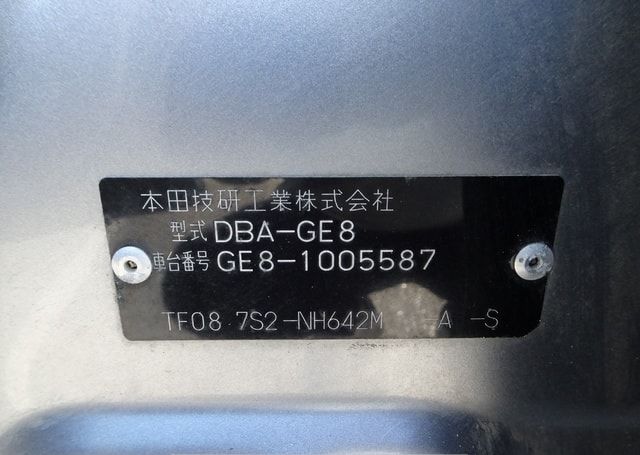 本田技研工業株式会社
型式 DBA-GE8
車台番号 GE8-1005587
TF08 7S2-NH642M -A -S